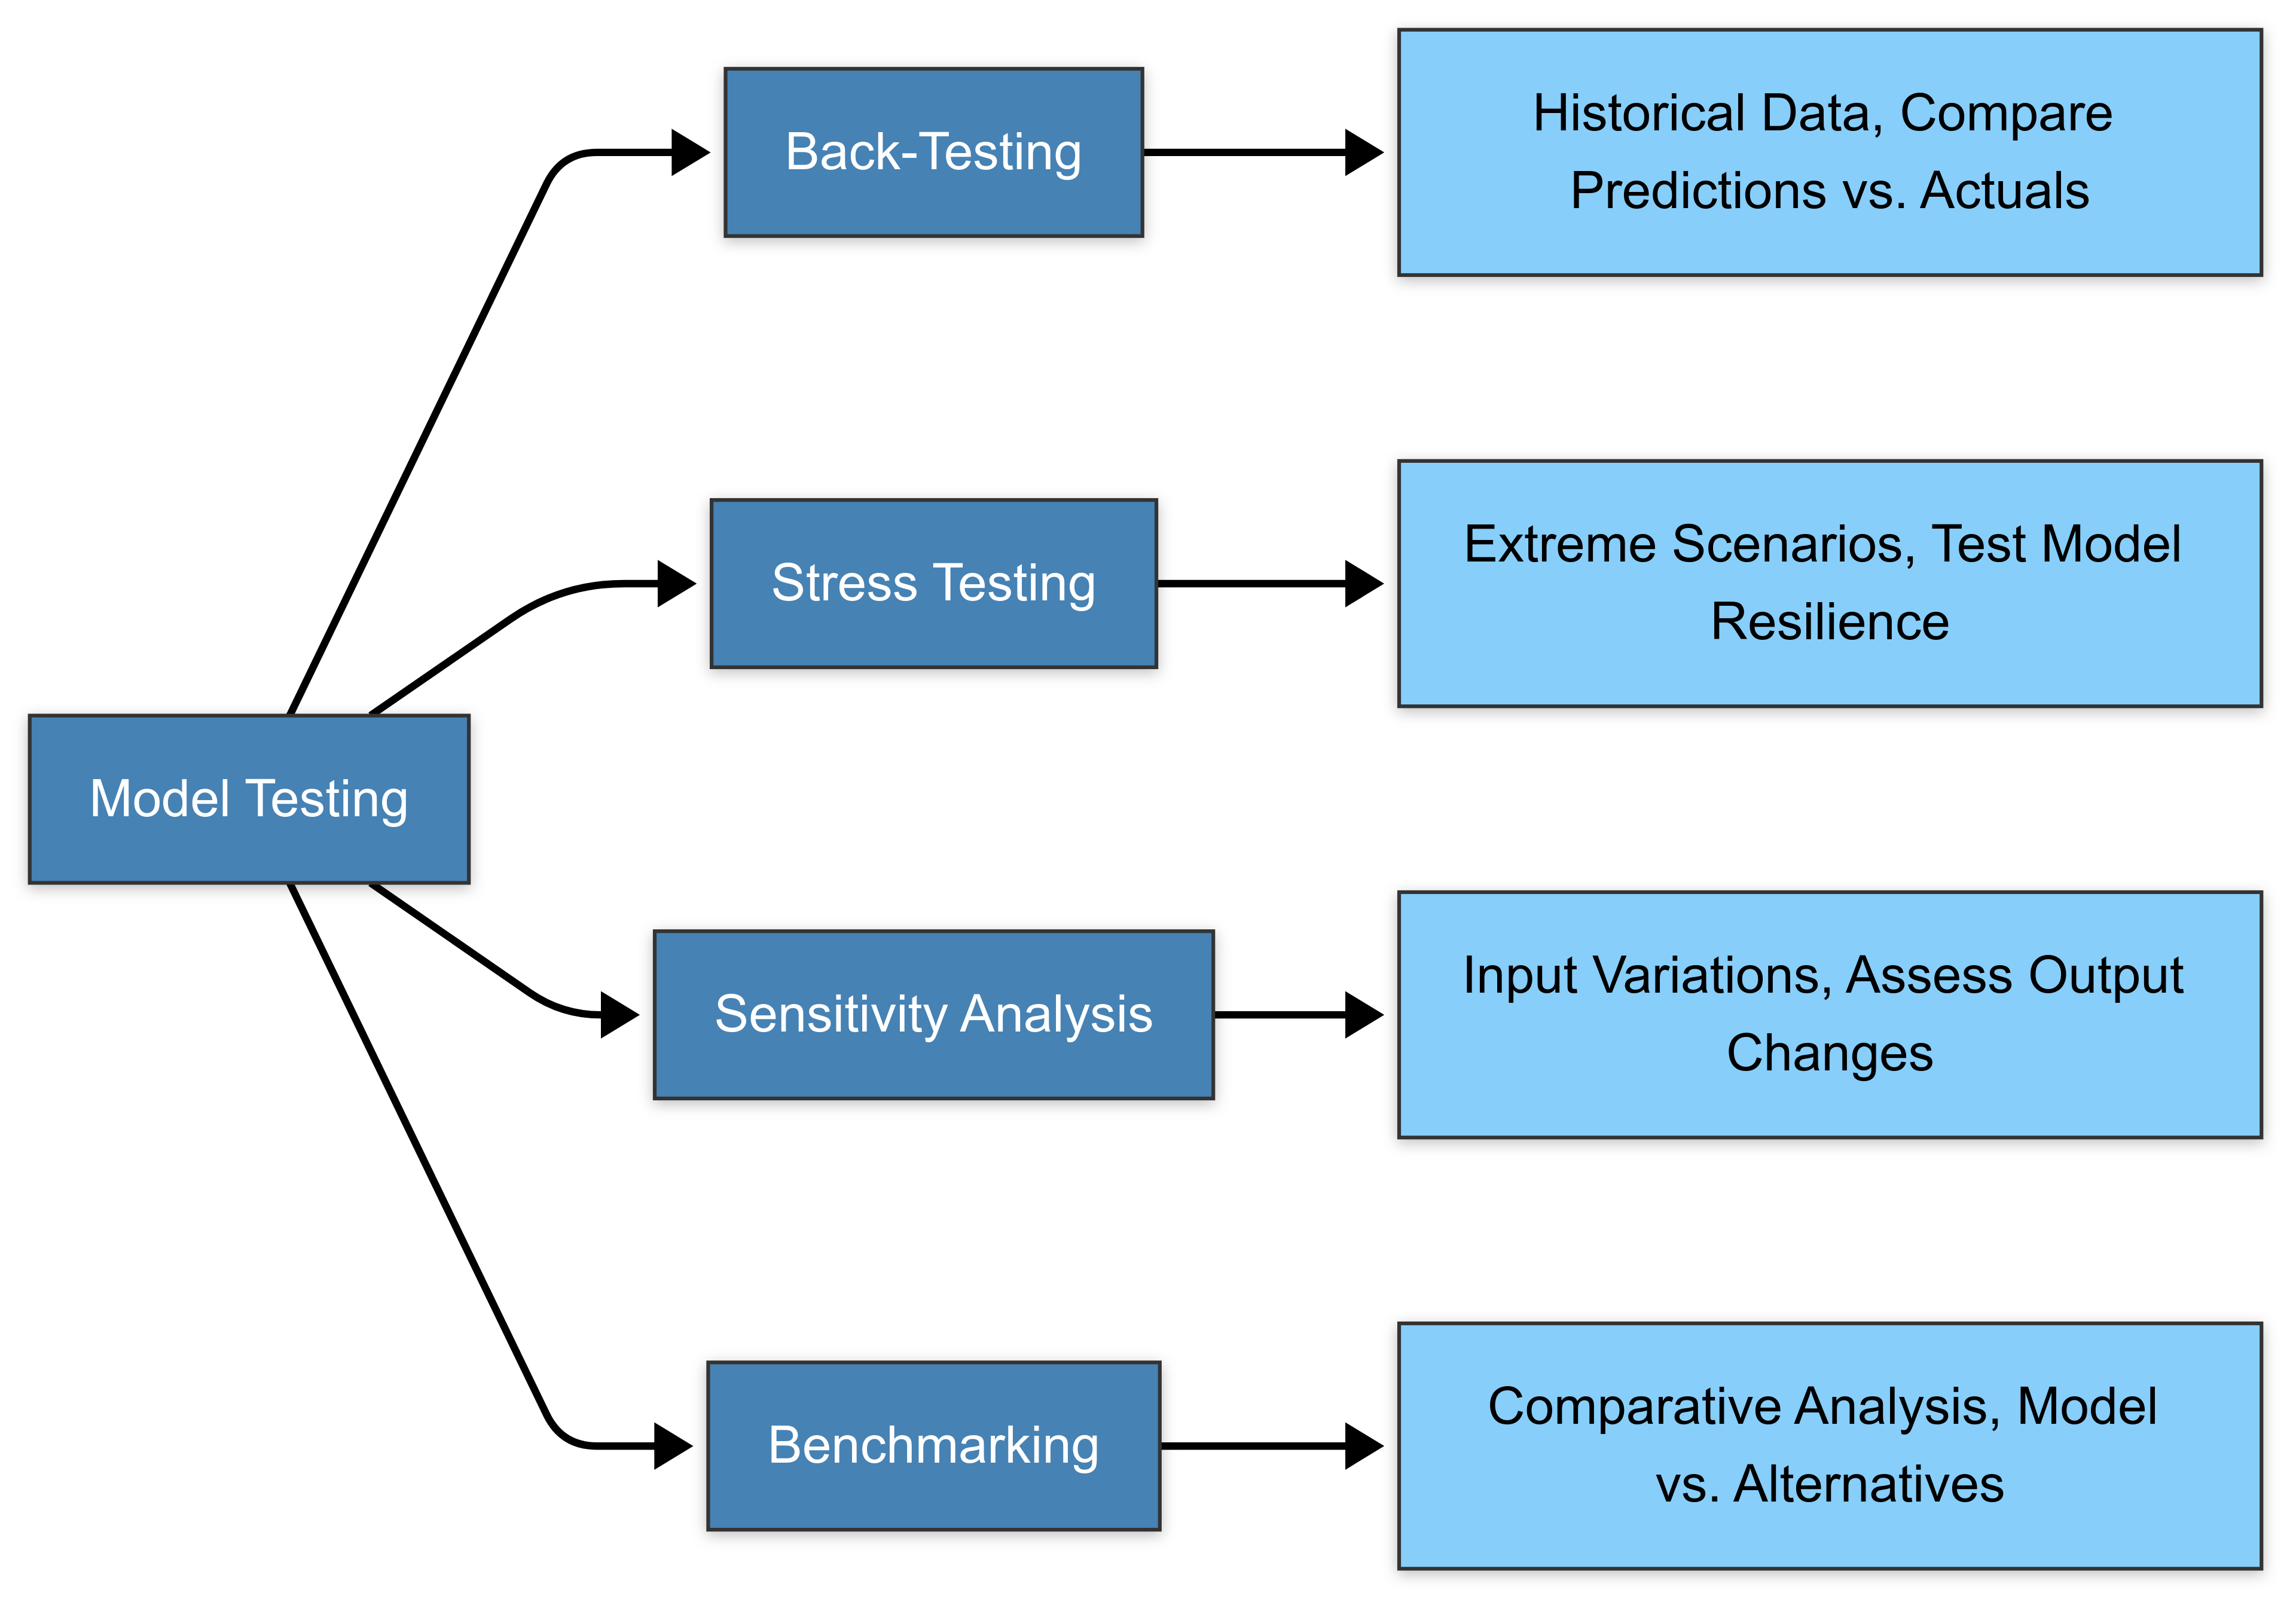 Back-Testing
Historical Data, Compare
Predictions vs. Actuals
Stress Testing
Extreme Scenarios, Test Model
Resilience
Model Testing
Sensitivity Analysis
Input Variations, Assess Output
Changes
Benchmarking
Comparative Analysis, Model
vs. Alternatives